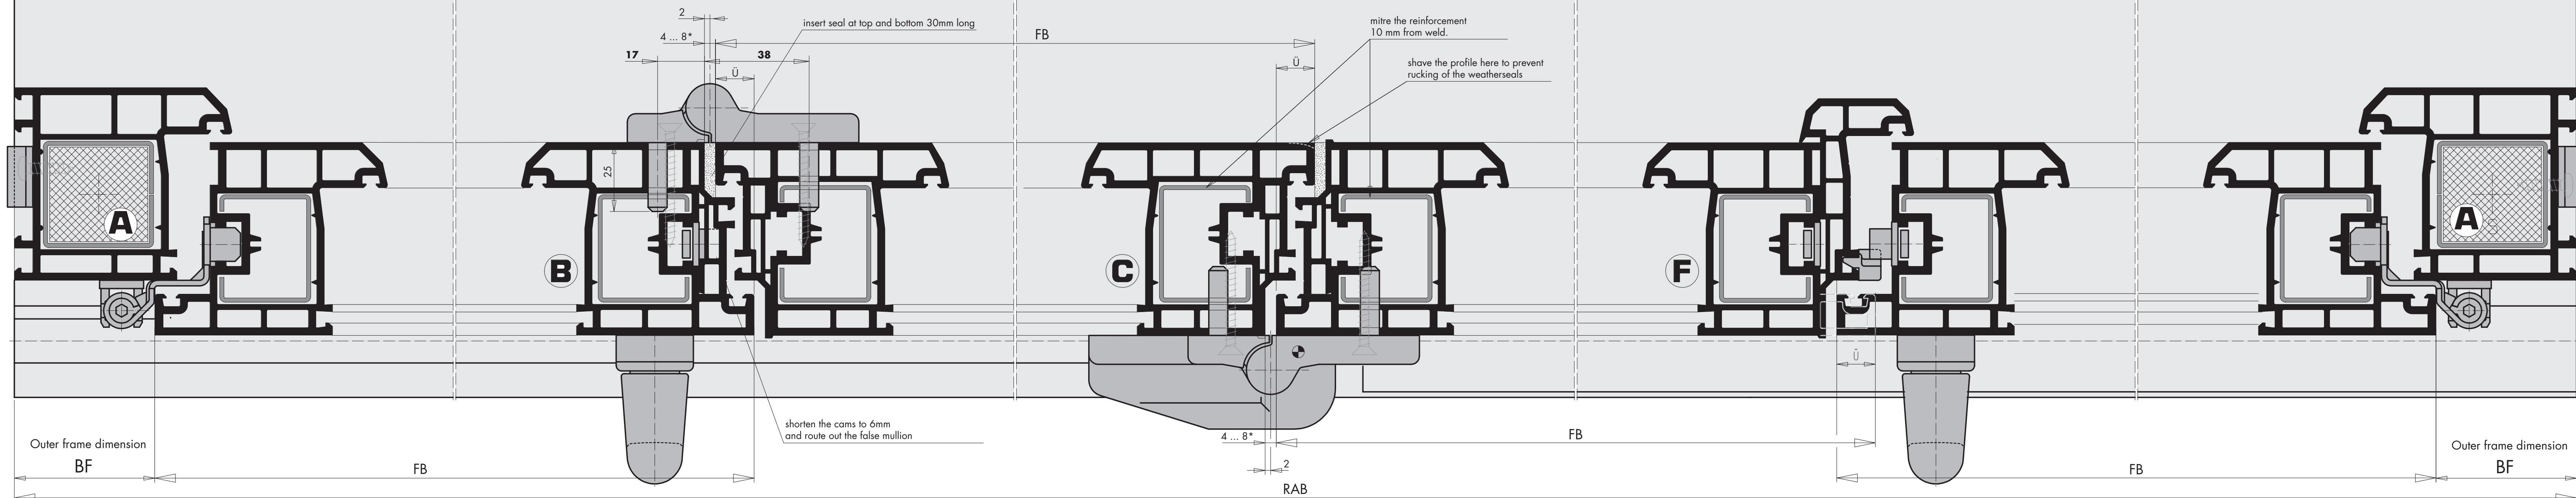 2
insert seal at top and bottom 30mm long
4 ... 8*
FB
17
38
Ü
mitre the reinforcement
10 mm from weld.
Ü
shave the profile here to prevent
rucking of the weatherseals
25
A
B
C
F
A
Ü
shorten the cams to 6mm
and route out the false mullion
4 ... 8*
FB
2
Outer frame dimension
BF
FB
RAB
FB
Outer frame dimension
BF